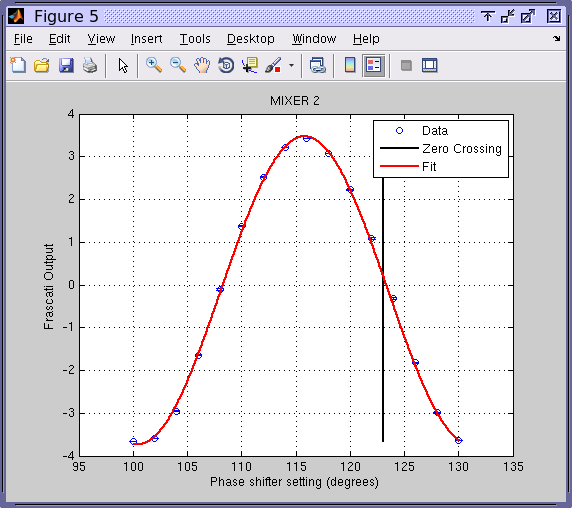 Figure 5
File Edit View Insert Tools Desktop Window Help
MIXER 2
4
3
2
1
0
-1
-2
-3
-4
Frascati Output
Data
Zero Crossing
Fit
95 100 105 110 115 120 125 130 135
Phase shifter setting (degrees)